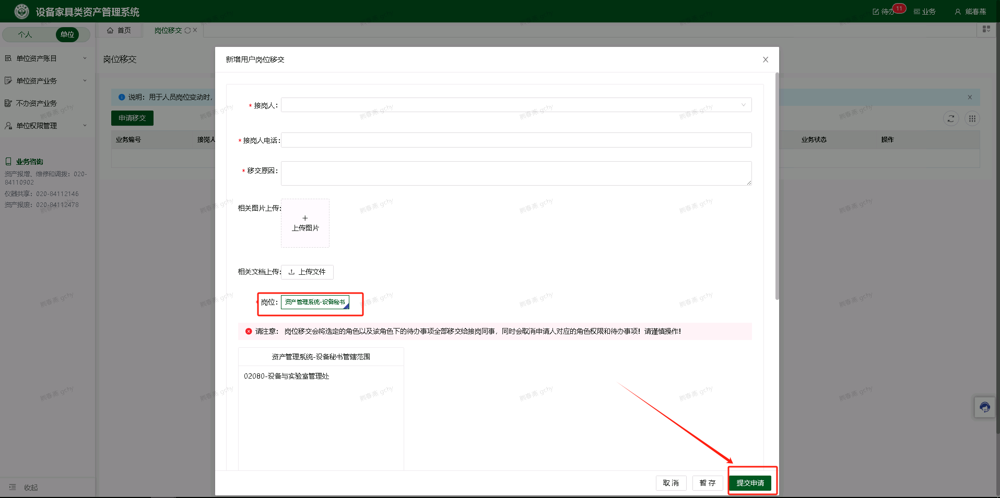 设备家具类资产管理系统
待办 11
业务
熊春燕
个人
单位
首页
岗位移交
单位资产账目
单位资产业务
不办资产业务
单位权限管理
业务咨询
资产报增、维修和调拨：020-
84110902
仪器共享：020-84112146
资产报废：020-84112478
收起
岗位移交
说明：用于人员岗位变动时，
申请移交
业务编号
接岗人
业务状态
操作
新增用户岗位移交
* 接岗人：
* 接岗人电话：
* 移交原因：
相关图片上传：
上传图片
相关文档上传：
上传文件
* 岗位：
资产管理系统-设备秘书
请注意： 岗位移交会将选定的角色以及该角色下的待办事项全部移交给接岗同事，同时会取消申请人对应的角色权限和待办事项！请谨慎操作！
资产管理系统-设备秘书管辖范围
02080-设备与实验室管理处
取 消
暂 存
提交申请
熊春燕 gchy